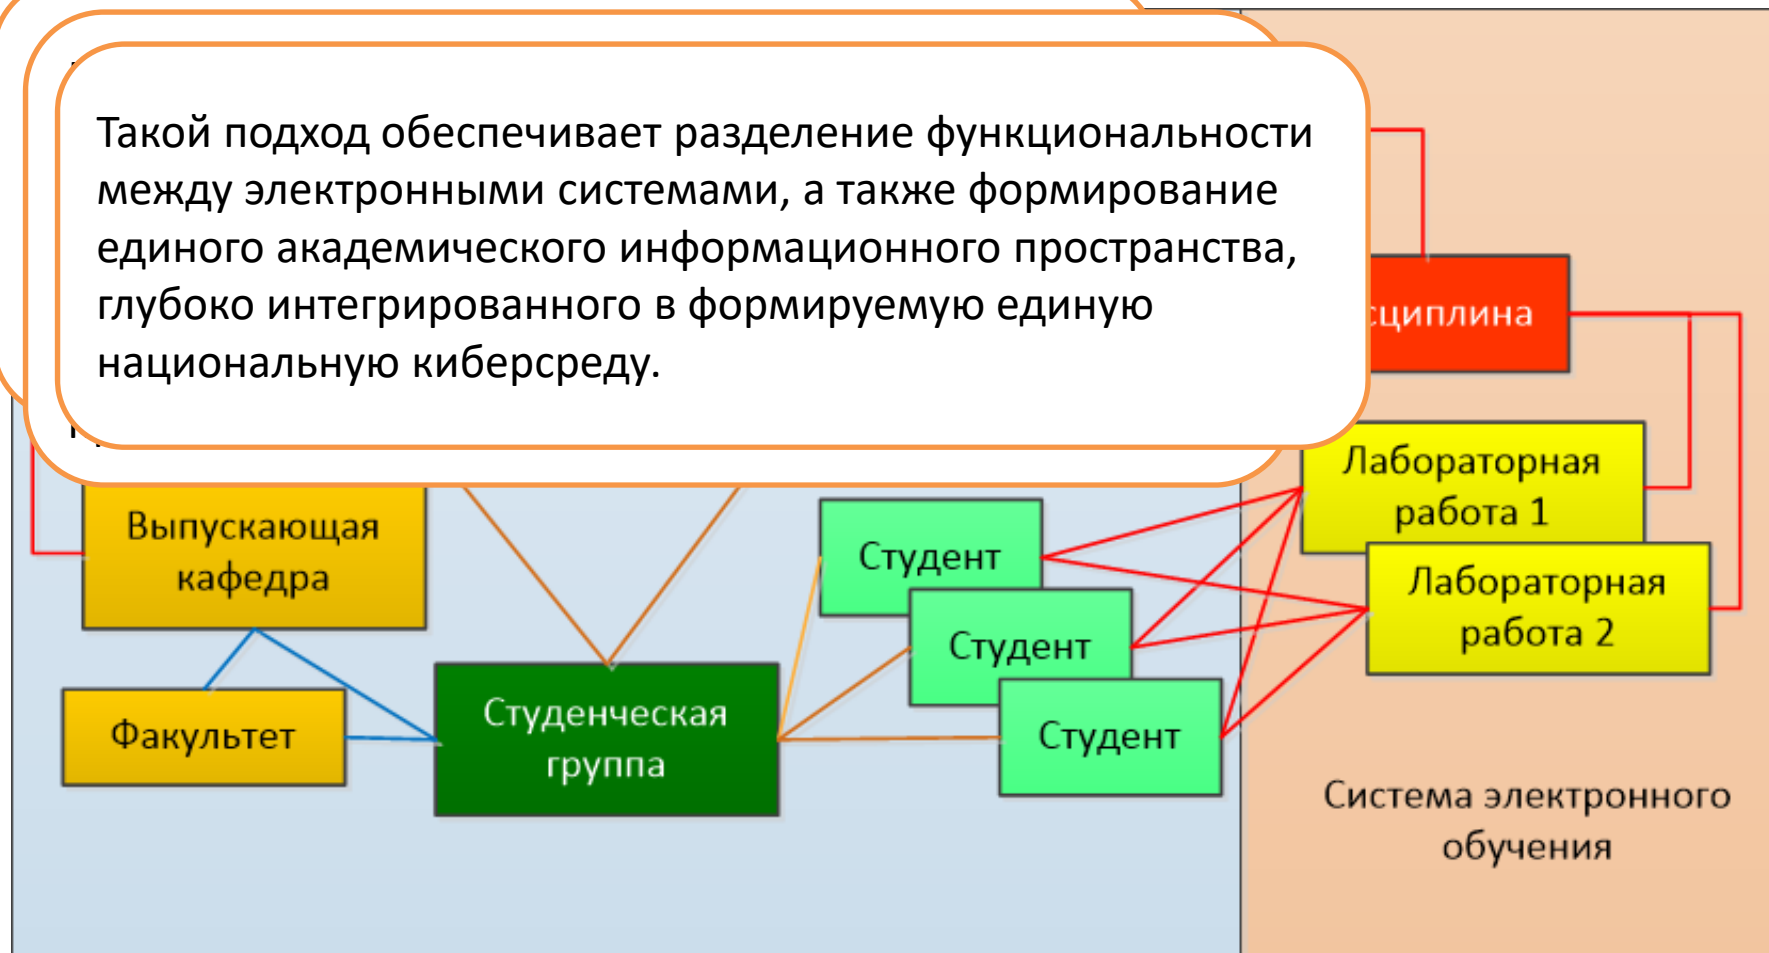 Такой подход обеспечивает разделение функциональности
между электронными системами, а также формирование
единого академического информационного пространства,
глубоко интегрированного в формируемую единую
национальную киберсреду.
сциплина
Лабораторная
работа 1
Выпускающая
кафедра
Студент
Лабораторная
работа 2
Студент
Студенческая
группа
Факультет
Студент
Система электронного
обучения